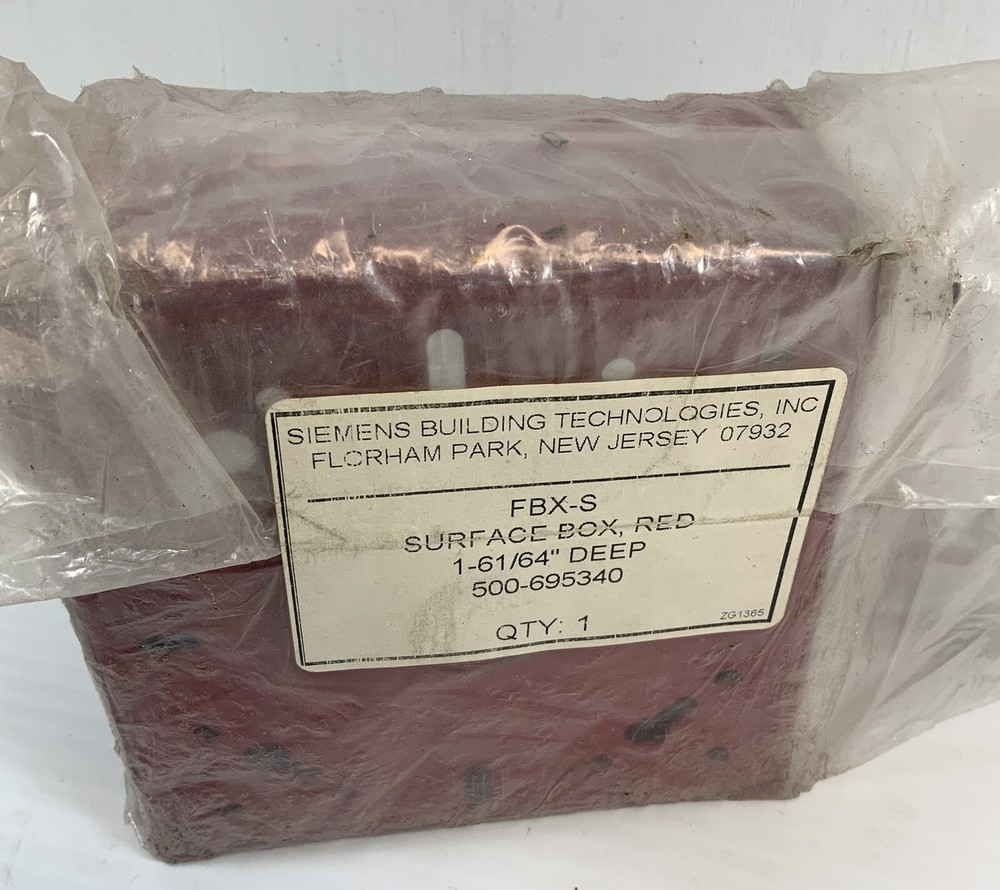 SIEMENS BUILDING TECHNOLOGIES, INC
FLORHAM PARK, NEW JERSEY 07932
FBX-S
SURFACE BOX, RED
1-61/64" DEEP
500-695340
QTY: 1
ZG1365